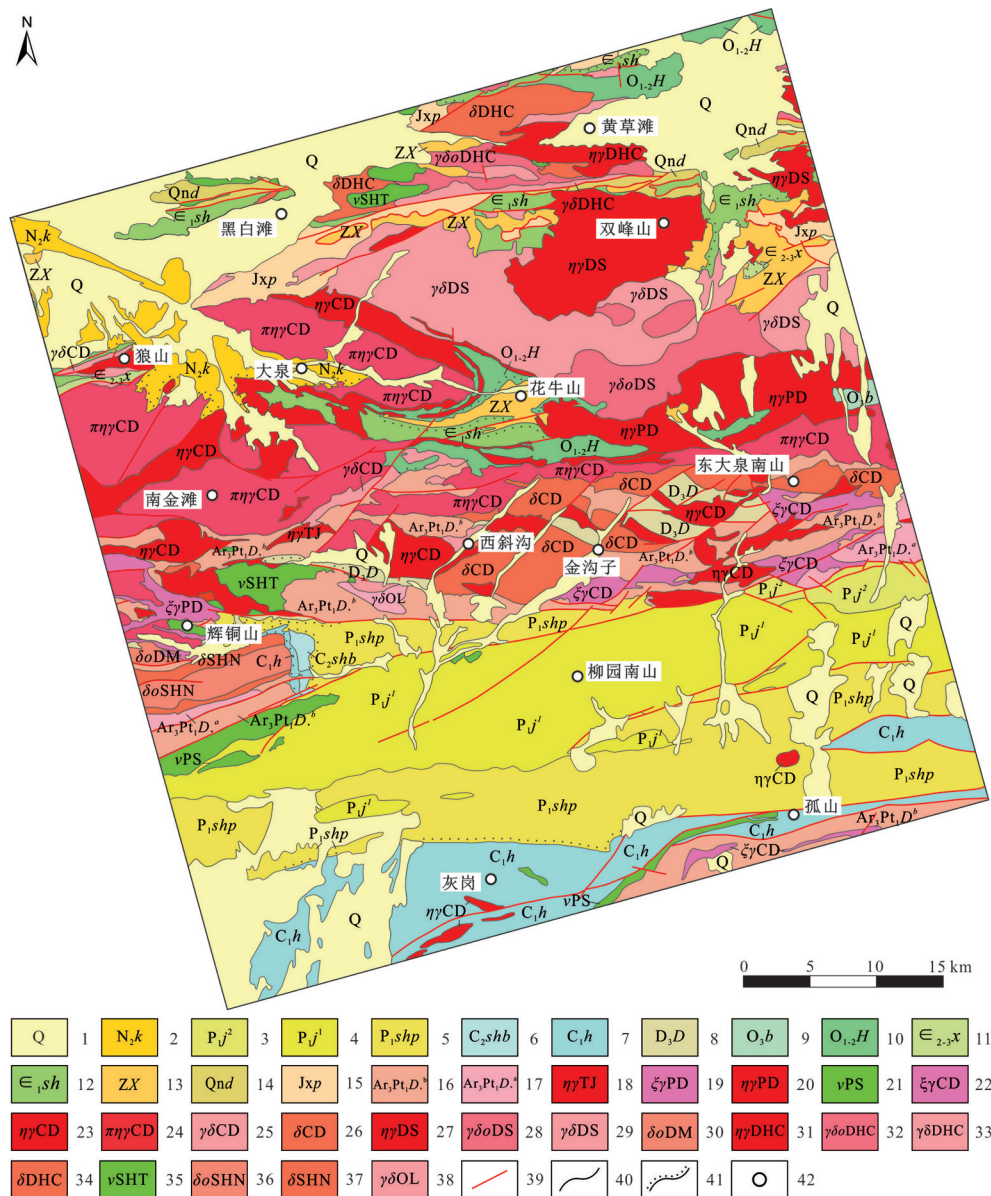 N
O₁₋₂H
∈₁sh
O₁₋₂H
Q
Jxp
δDHC
黄草滩
Qnd
ZX
γδoDHC
ηγDHC
Qnd
ηγDS
Q
δDHC
νSHT
γδDHC
∈₁sh
∈₁sh
Qnd
∈₁sh
黑白滩
ZX
ZX
双峰山
Jxp
N₂k
ηγDS
∈₂₋₃x
ZX
ZX
Q
Jxp
γδDS
γδDS
Q
ηγCD
γδDS
πηγCD
γδCD
狼山
N₂k
大泉
N₂k
O₁₋₂H
∈₂₋₃x
πηγCD
花牛山
γδoDS
ZX
ηγPD
O₃b
πηγCD
∈₁sh
ηγPD
ηγCD
O₁₋₂H
πηγCD
γδCD
πηγCD
东大泉南山
南金滩
πηγCD
πηγCD
δCD
δCD
δCD
D₃D
ηγCD
ξγCD
ηγTJ
Ar₃Pt₁D.ᵇ
D₃D
Ar₃Pt₁D.ᵇ
ηγCD
Ar₃Pt₁D.ᵇ
Q
ηγCD
西斜沟
δCD
δCD
金沟子
Ar₃Pt₁D.ᵇ
Ar₃Pt₁D.ᵃ
D₃D
νSHT
δCD
ηγCD
ξγCD
ξγPD
Ar₃Pt₁D.ᵇ
γδOL
ξγCD
P₁j²
P₁j²
辉铜山
P₁shp
P₁shp
P₁j¹
P₁j¹
Q
δoDM
δSHN
C₁h
C₂shb
柳园南山
δoSHN
P₁j¹
Q
Q
Ar₃Pt₁D.ᵃ
Ar₃Pt₁D.ᵇ
P₁j¹
P₁shp
νPS
P₁j¹
C₁h
ηγCD
P₁shp
P₁shp
P₁j¹
P₁shp
孤山
P₁shp
Q
C₁h
Ar₃Pt₁Dᵇ
C₁h
C₁h
ξγCD
Q
灰岗
ηγCD
C₁h
νPS
Q
C₁h
0 5 10 15 km
Q 1 N₂k 2 P₁j² 3 P₁j¹ 4 P₁shp 5 C₂shb 6 C₁h 7 D₃D 8 O₃b 9 O₁₋₂H 10 ∈₂₋₃x 11
∈₁sh 12 ZX 13 Qnd 14 Jxp 15 Ar₃Pt₁D.ᵇ 16 Ar₃Pt₁D.ᵃ 17 ηγTJ 18 ξγPD 19 ηγPD 20 νPS 21 ξγCD 22
ηγCD 23 πηγCD 24 γδCD 25 δCD 26 ηγDS 27 γδoDS 28 γδDS 29 δoDM 30 ηγDHC 31 γδoDHC 32 γδDHC 33
δDHC 34 νSHT 35 δoSHN 36 δSHN 37 γδOL 38 39 40 41 42